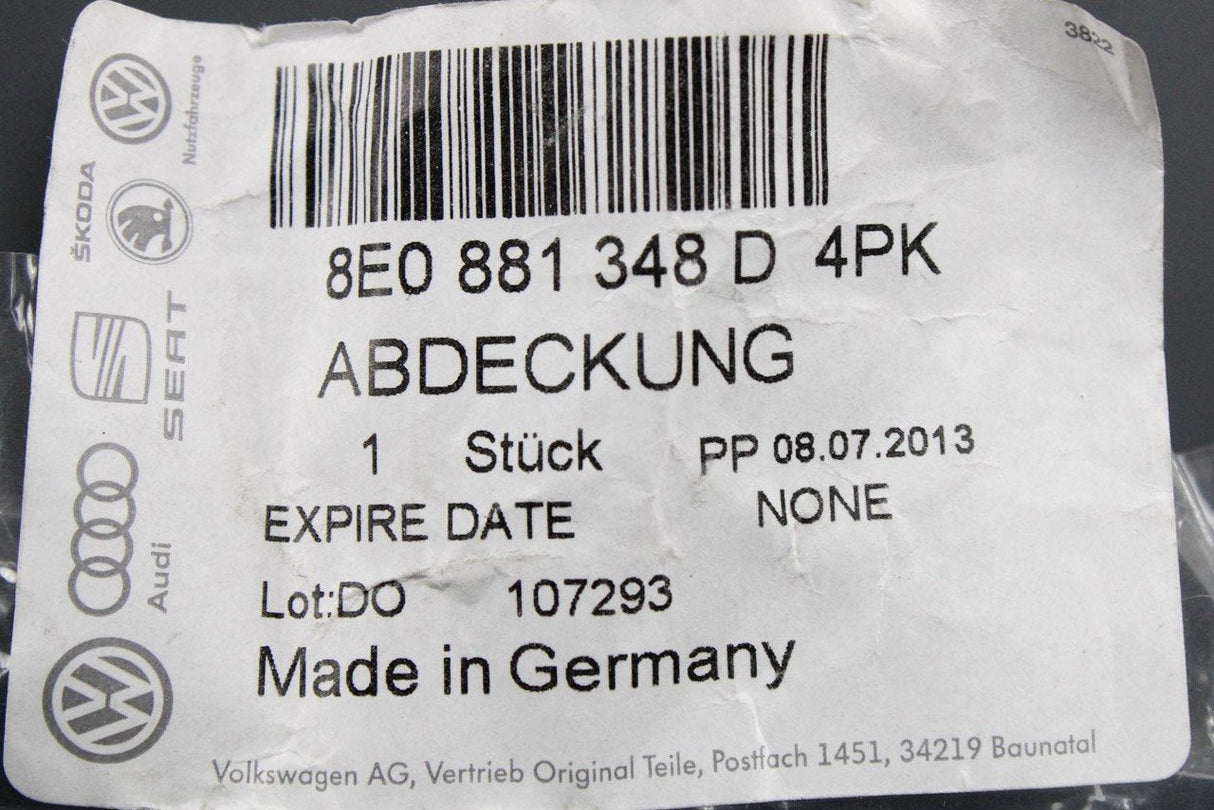 3822
Nutzfahrzeuge
ŠKODA
SEAT
Audi
8E0 881 348 D 4PK
ABDECKUNG
1 Stück PP 08.07.2013
EXPIRE DATE NONE
Lot:DO 107293
Made in Germany
Volkswagen AG, Vertrieb Original Teile, Postfach 1451, 34219 Baunatal